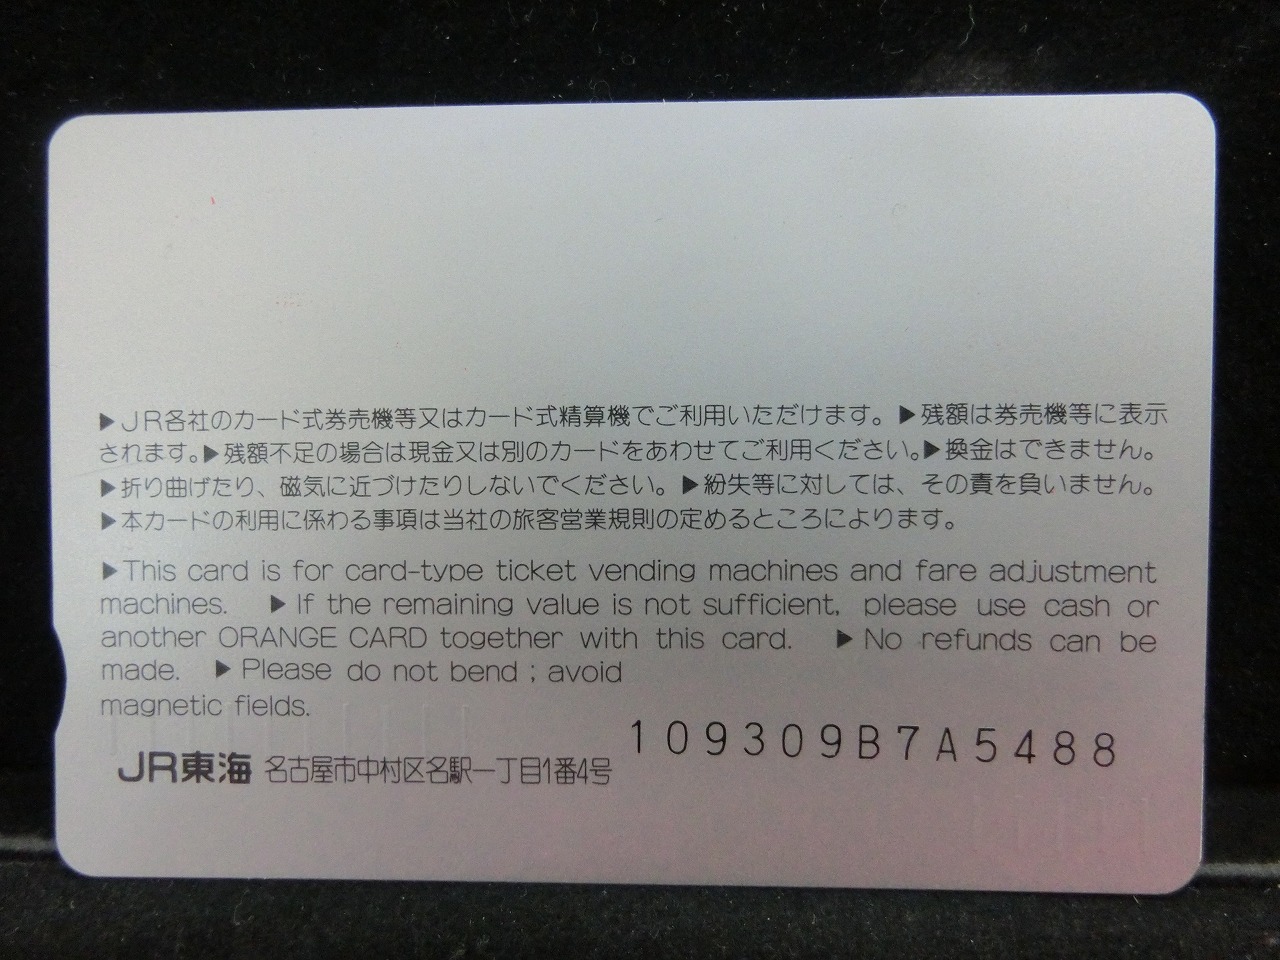 ▶JR各社のカード式券売機等又はカード式精算機でご利用いただけます。▶残額は券売機等に表示
されます。▶残額不足の場合は現金又は別のカードをあわせてご利用ください。▶換金はできません。
▶折り曲げたり、磁気に近づけたりしないでください。▶紛失等に対しては、その責を負いません。
▶本カードの利用に係わる事項は当社の旅客営業規則の定めるところによります。
▶This card is for card-type ticket vending machines and fare adjustment
machines. ▶If the remaining value is not sufficient, please use cash or
another ORANGE CARD together with this card. ▶No refunds can be
made. ▶Please do not bend ; avoid
magnetic fields.
109309B7A5488
JR東海 名古屋市中村区名駅一丁目1番4号